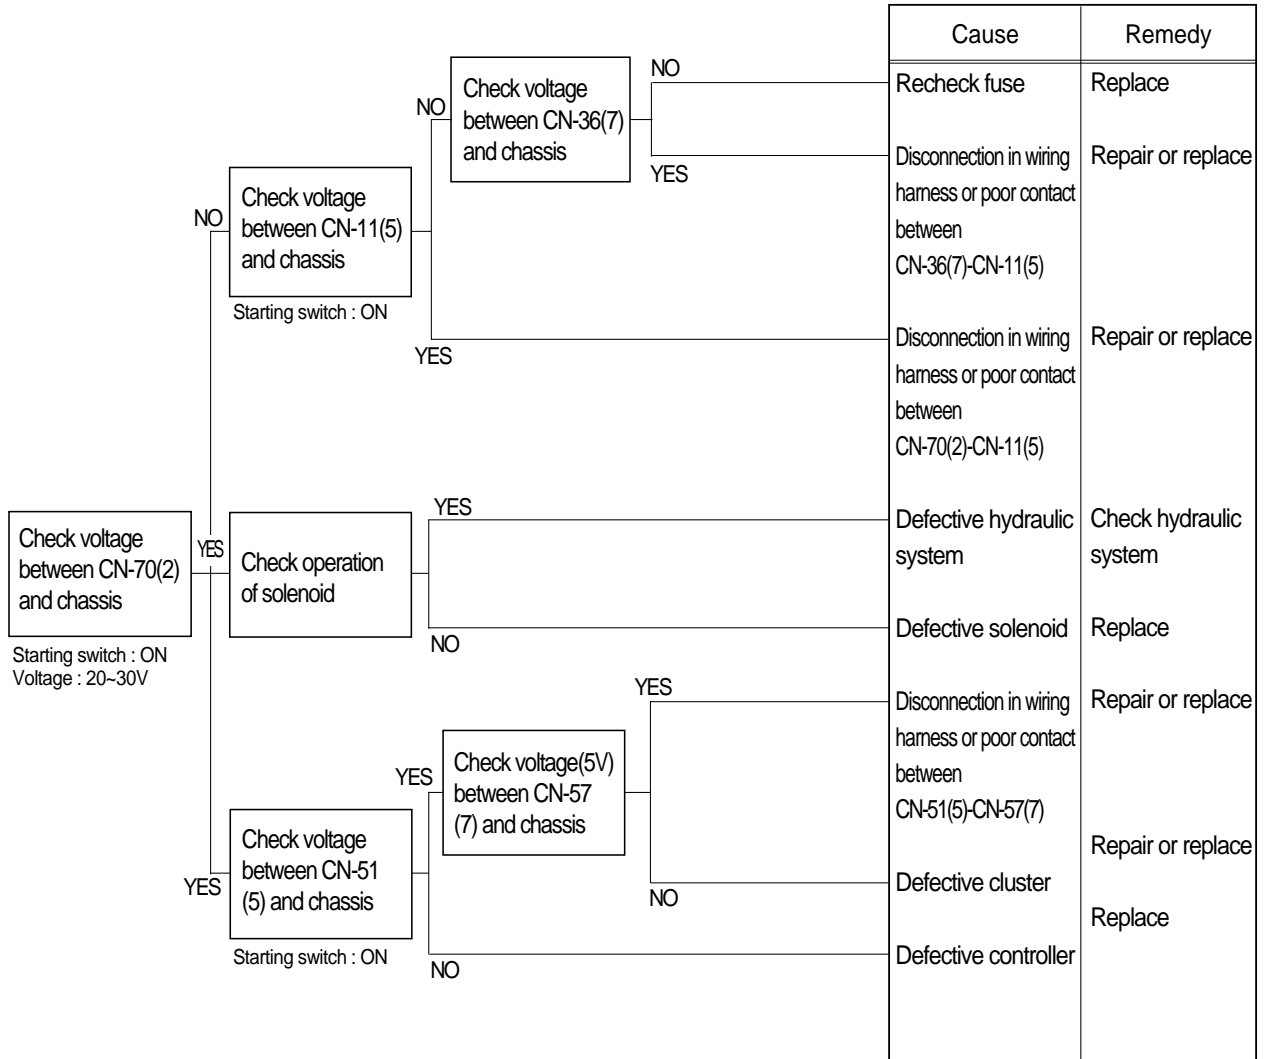 Cause
Remedy
NO
Check voltage
between CN-36(7)
and chassis
NO
YES
Recheck fuse
Replace
Disconnection in wiring
harness or poor contact
between
CN-36(7)-CN-11(5)
Repair or replace
NO
Check voltage
between CN-11(5)
and chassis
Starting switch : ON
YES
Disconnection in wiring
harness or poor contact
between
CN-70(2)-CN-11(5)
Repair or replace
Check voltage
between CN-70(2)
and chassis
Starting switch : ON
Voltage : 20~30V
YES
Check operation
of solenoid
YES
NO
Defective hydraulic
system
Check hydraulic
system
Defective solenoid
Replace
YES
Check voltage
between CN-51
(5) and chassis
Starting switch : ON
YES
NO
Check voltage(5V)
between CN-57
(7) and chassis
YES
NO
Disconnection in wiring
harness or poor contact
between
CN-51(5)-CN-57(7)
Repair or replace
Defective cluster
Repair or replace
Defective controller
Replace